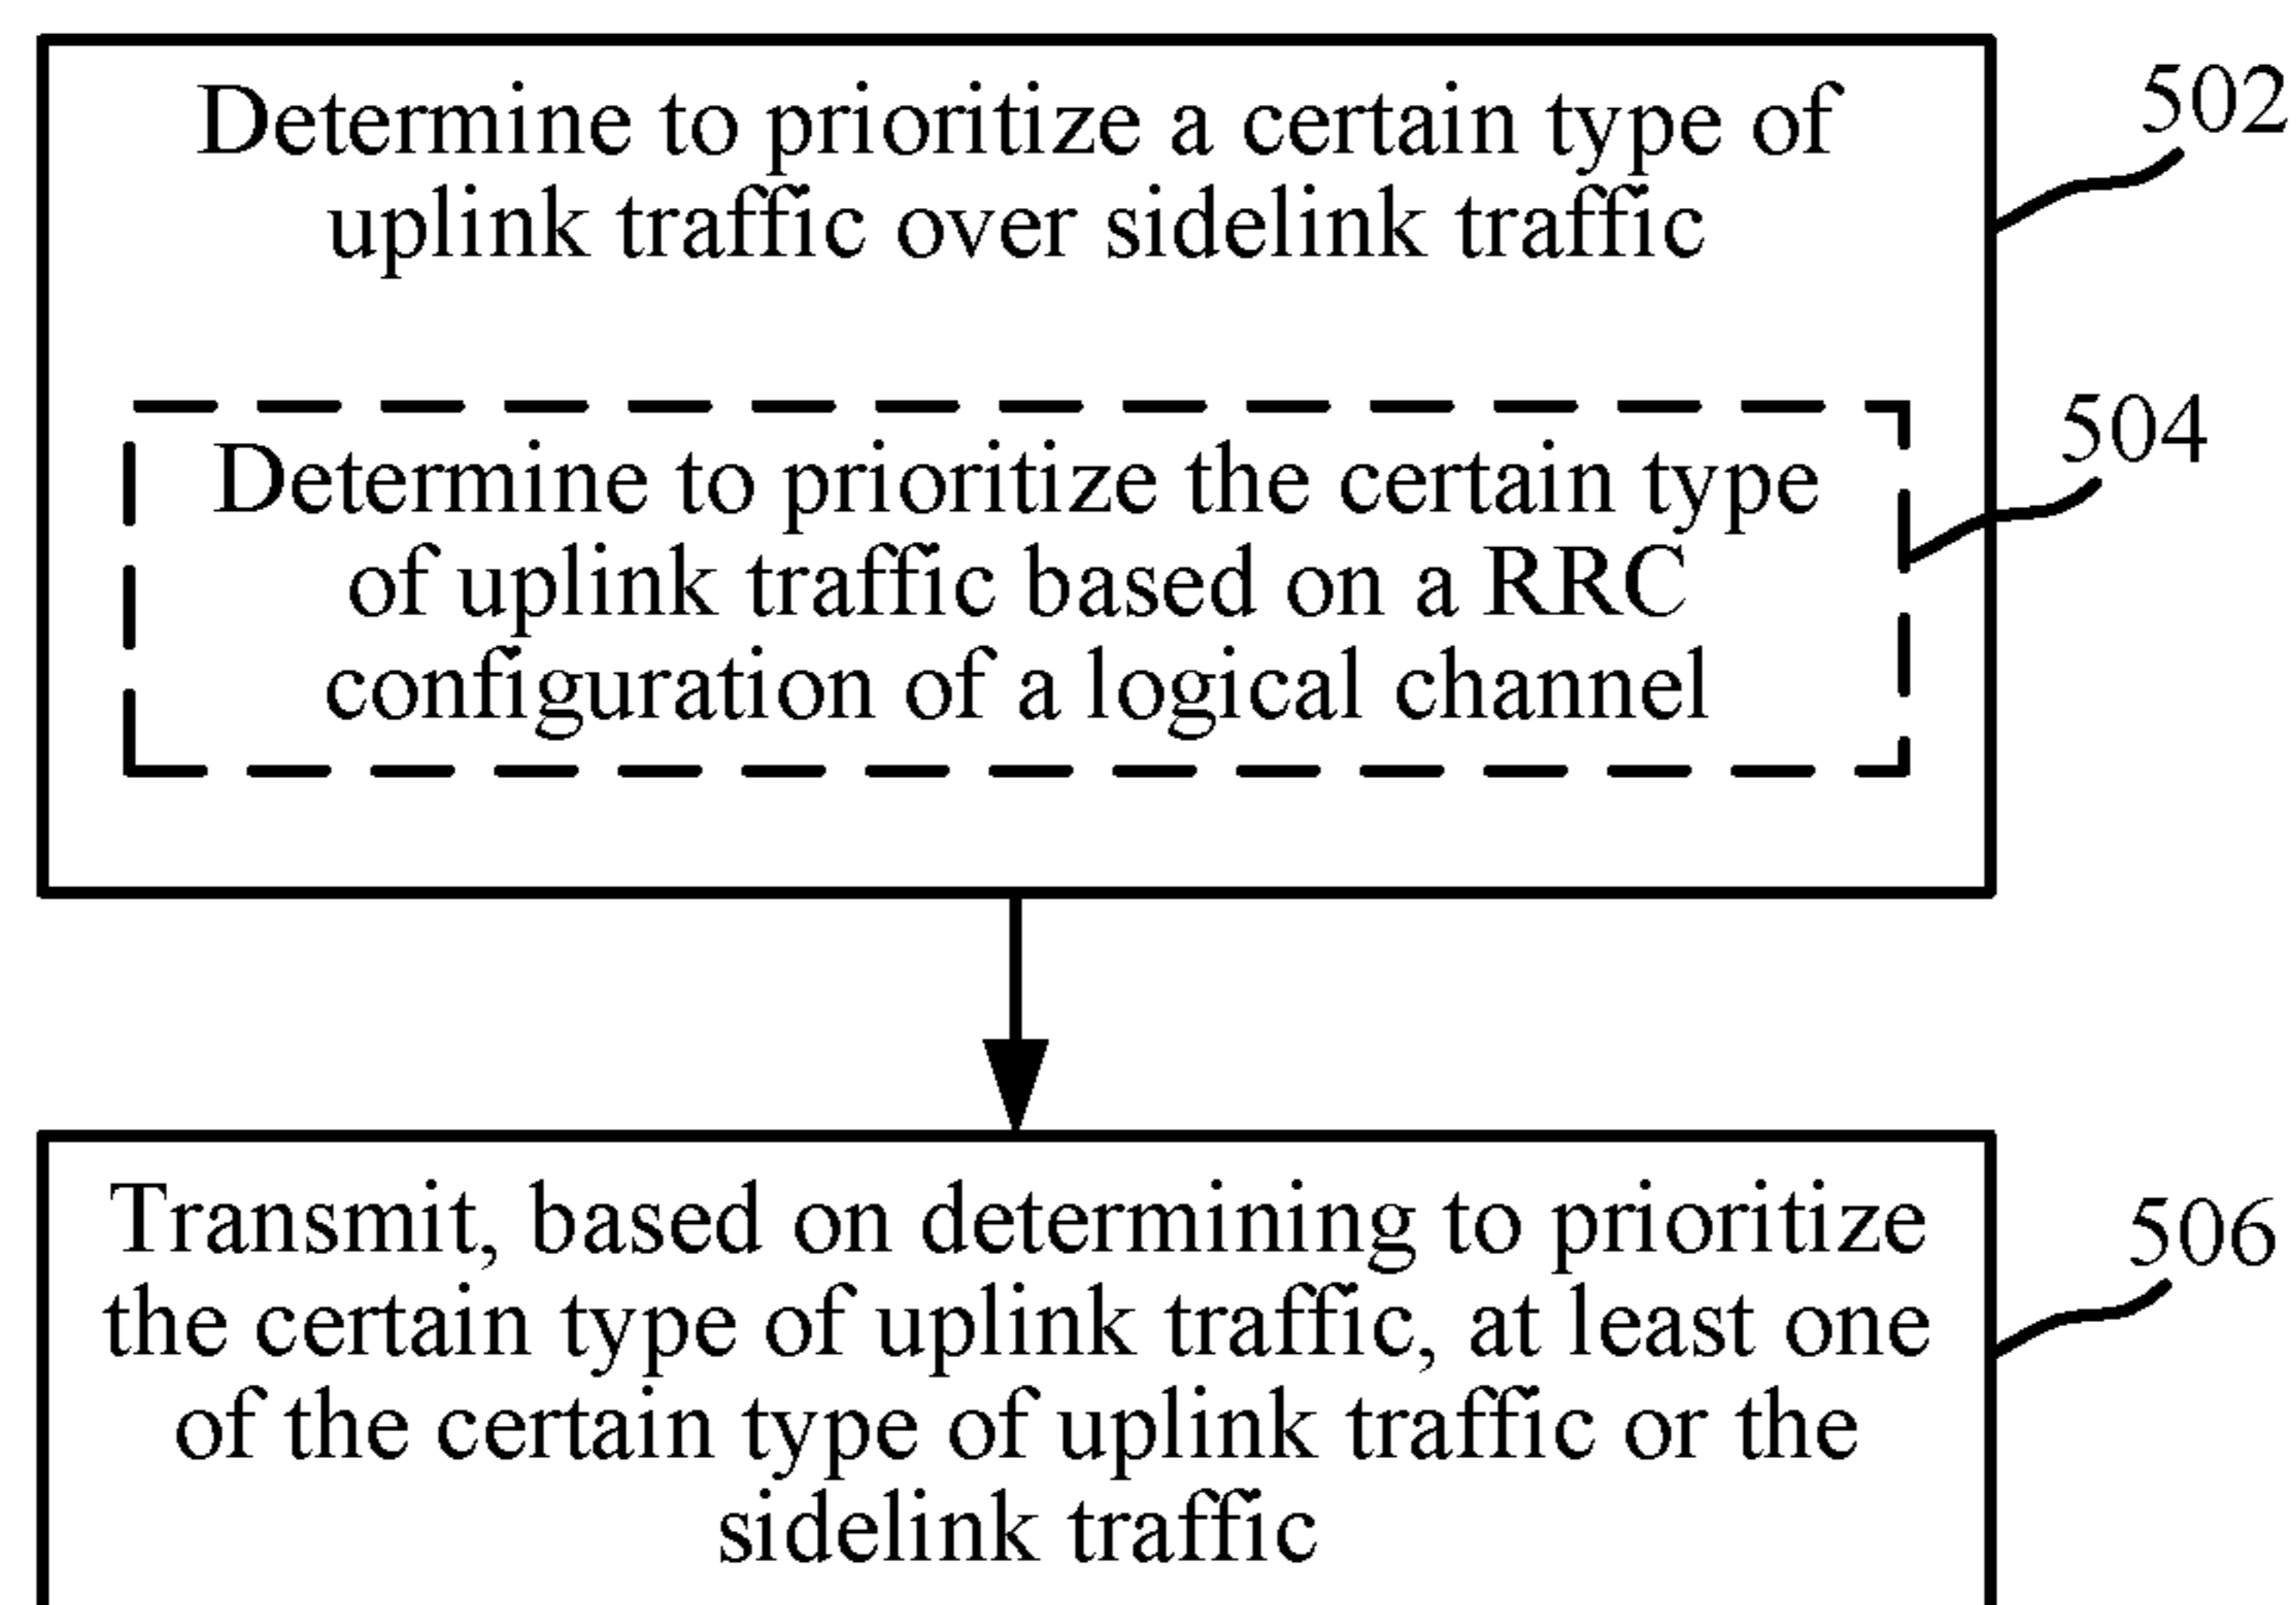 Determine to prioritize a certain type of
uplink traffic over sidelink traffic
502
Determine to prioritize the certain type
of uplink traffic based on a RRC
configuration of a logical channel
504
Transmit, based on determining to prioritize
the certain type of uplink traffic, at least one
of the certain type of uplink traffic or the
sidelink traffic
506